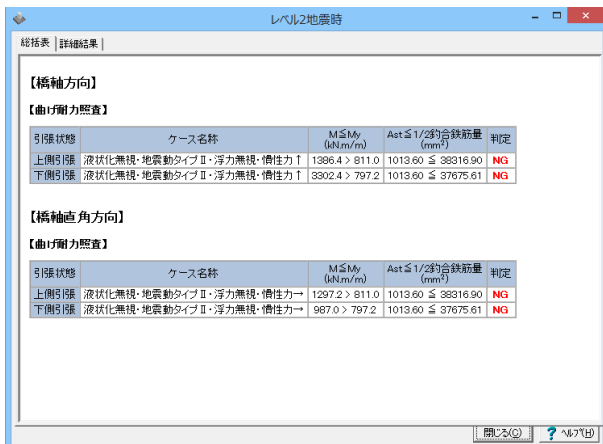 レベル2地震時
総括表 詳細結果
【橋軸方向】
【曲げ耐力照査】
引張状態 ケース名称 M≦My (kN.m/m) Ast≦1/2釣合鉄筋量 (mm²) 判定
上側引張 液状化無視・地震動タイプⅡ・浮力無視・慣性力↑ 1386.4 > 811.0 1013.60 ≦ 38316.90 NG
下側引張 液状化無視・地震動タイプⅡ・浮力無視・慣性力↑ 3302.4 > 797.2 1013.60 ≦ 37675.61 NG
【橋軸直角方向】
【曲げ耐力照査】
引張状態 ケース名称 M≦My (kN.m/m) Ast≦1/2釣合鉄筋量 (mm²) 判定
上側引張 液状化無視・地震動タイプⅡ・浮力無視・慣性力→ 1297.2 > 811.0 1013.60 ≦ 38316.90 NG
下側引張 液状化無視・地震動タイプⅡ・浮力無視・慣性力→ 987.0 > 797.2 1013.60 ≦ 37675.61 NG
閉じる(C) ? ヘルプ(H)